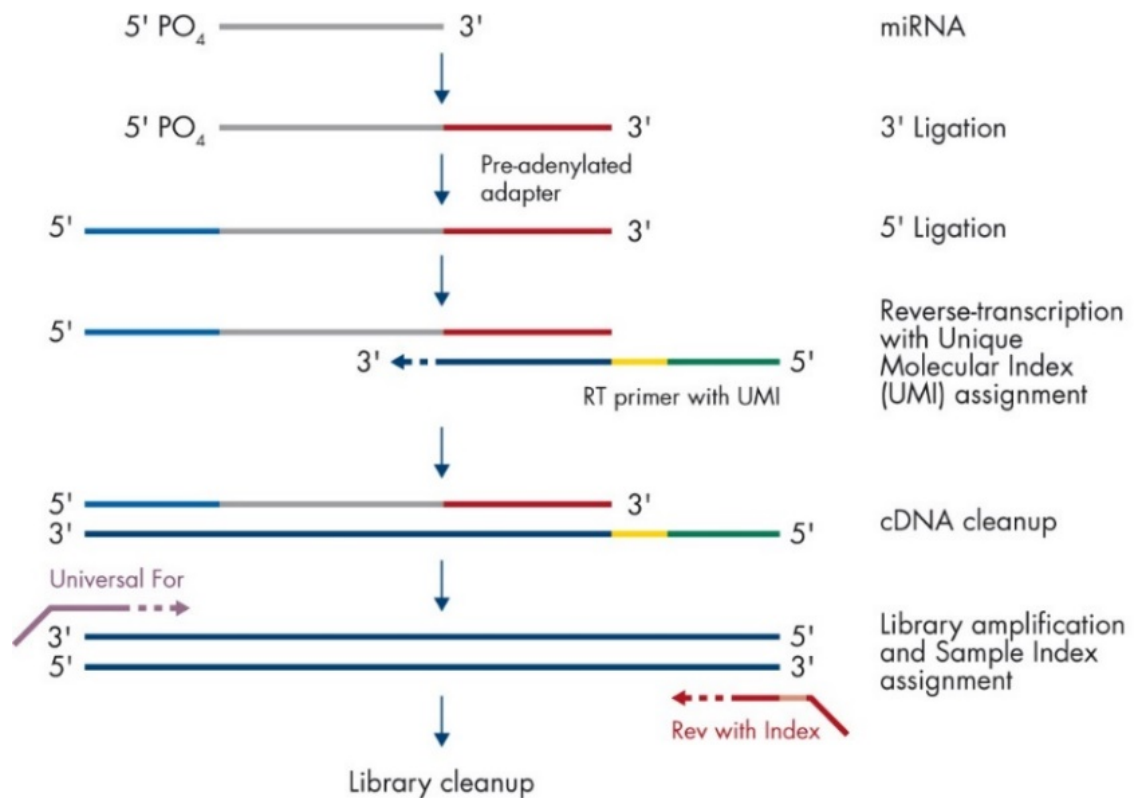 5' PO4 3' miRNA
5' PO4 3' 3' Ligation
Pre-adenylated
adapter
5' 3' 5' Ligation
5'
3' 5'
RT primer with UMI
Reverse-transcription
with Unique
Molecular Index
(UMI) assignment
5' 3'
3' 5'
cDNA cleanup
Universal For
3' 5'
5' 3'
Library amplification
and Sample Index
assignment
Rev with Index
Library cleanup